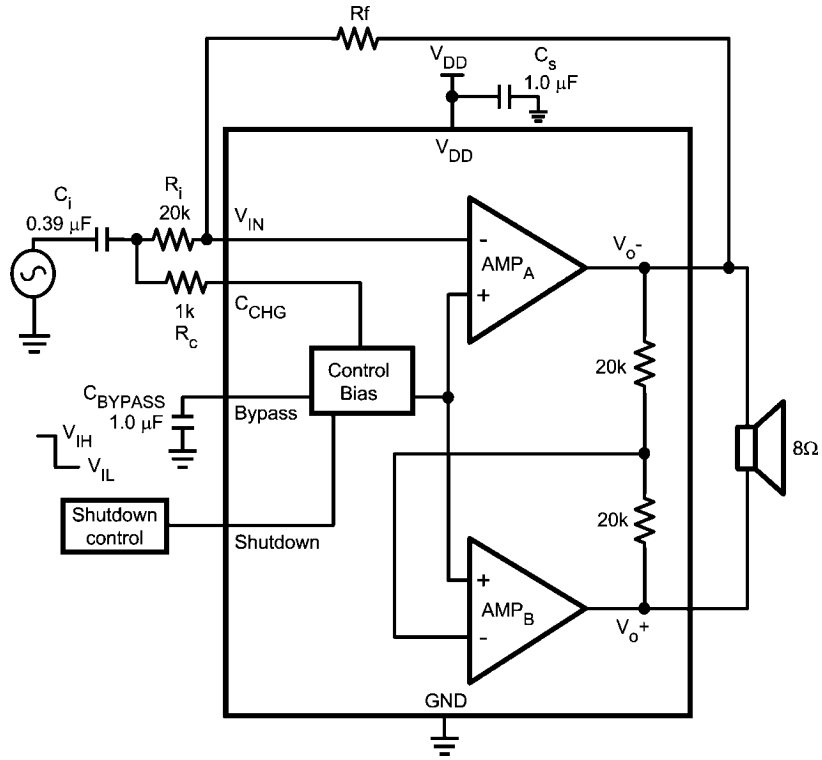 Rf
VDD
Cs
1.0 µF
VDD
Ci
0.39 µF
Ri
20k
VIN
1k
Rc
CCHG
-
AMPA
+
Vo-
Control
Bias
20k
CBYPASS
1.0 µF
Bypass
VIH
VIL
8Ω
Shutdown
control
Shutdown
20k
+
AMPB
-
Vo+
GND